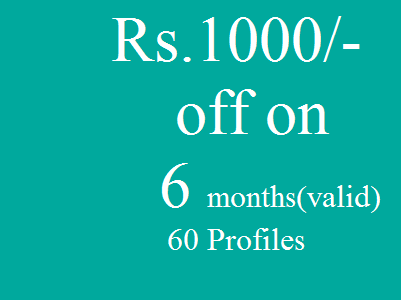 Rs.1000/-
off on
6 months(valid)
60 Profiles